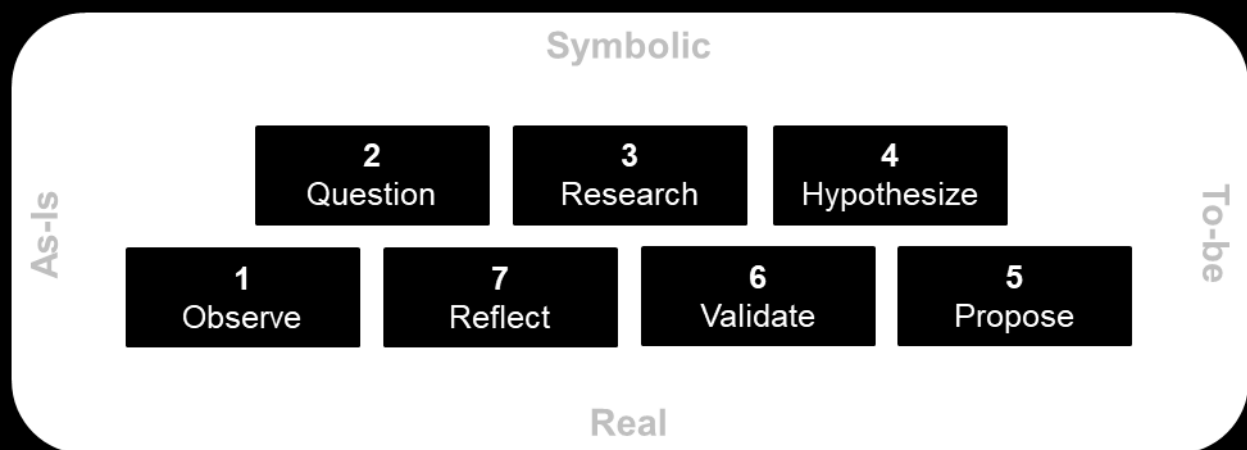 Symbolic
2
Question
3
Research
4
Hypothesize
As-Is
To-be
1
Observe
7
Reflect
6
Validate
5
Propose
Real